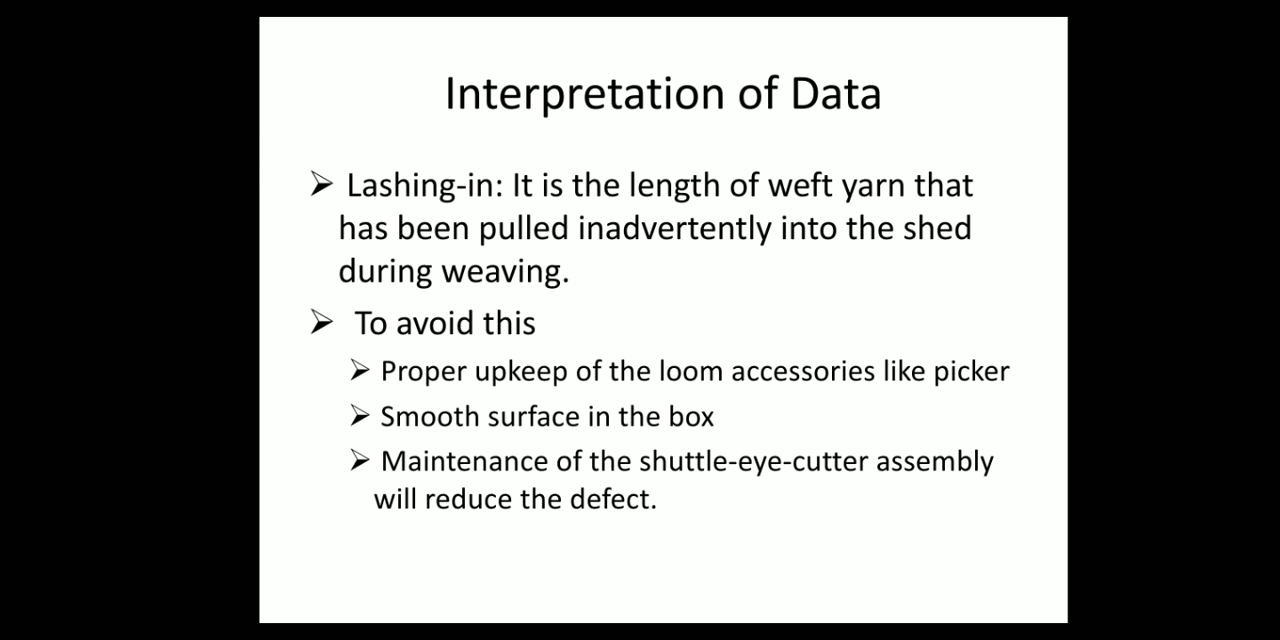 Interpretation of Data
➢ Lashing-in: It is the length of weft yarn that
has been pulled inadvertently into the shed
during weaving.
➢ To avoid this
➢ Proper upkeep of the loom accessories like picker
➢ Smooth surface in the box
➢ Maintenance of the shuttle-eye-cutter assembly
will reduce the defect.